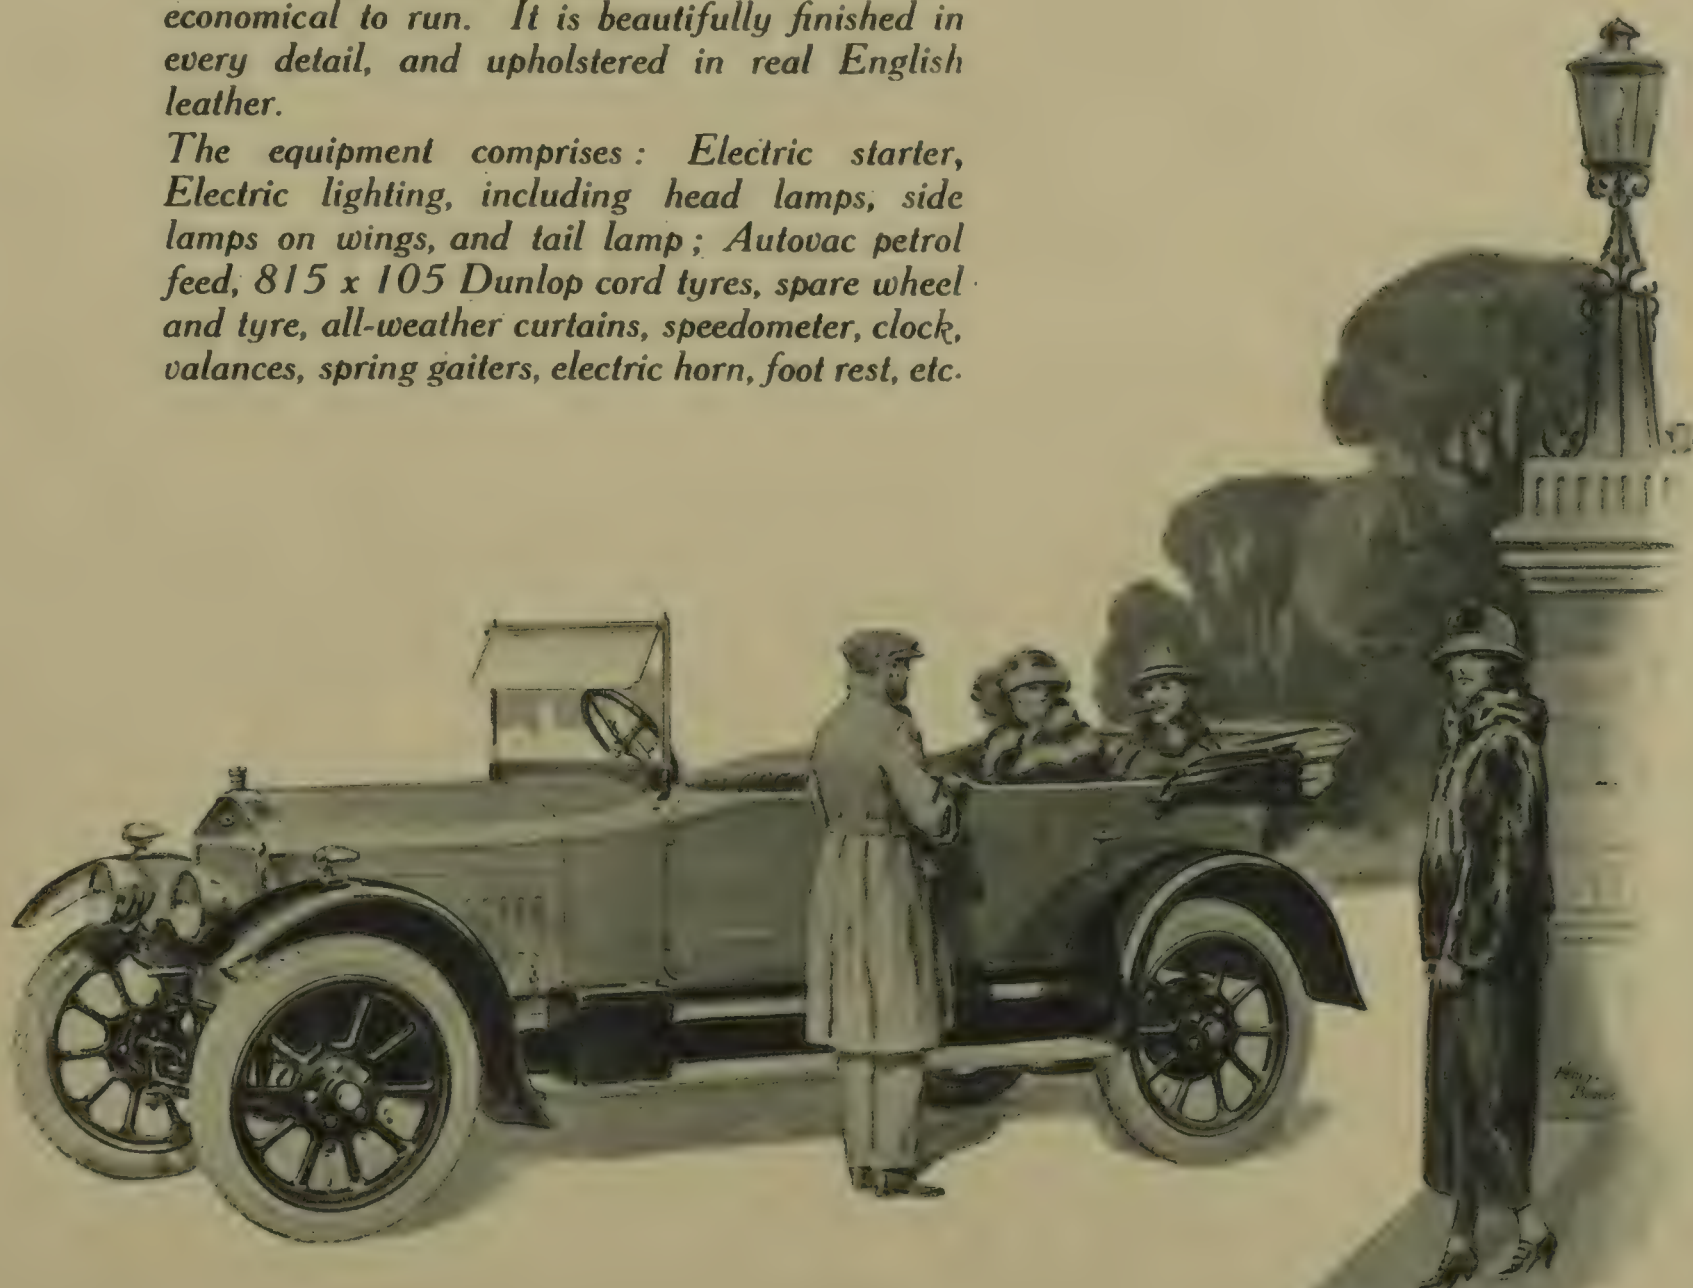 economical to run. It is beautifully finished in
every detail, and upholstered in real English
leather.
The equipment comprises : Electric starter,
Electric lighting, including head lamps, side
lamps on wings, and tail lamp ; Autovac petrol
feed, 815 x 105 Dunlop cord tyres, spare wheel
and tyre, all-weather curtains, speedometer, clock,
valances, spring gaiters, electric horn, foot rest, etc.